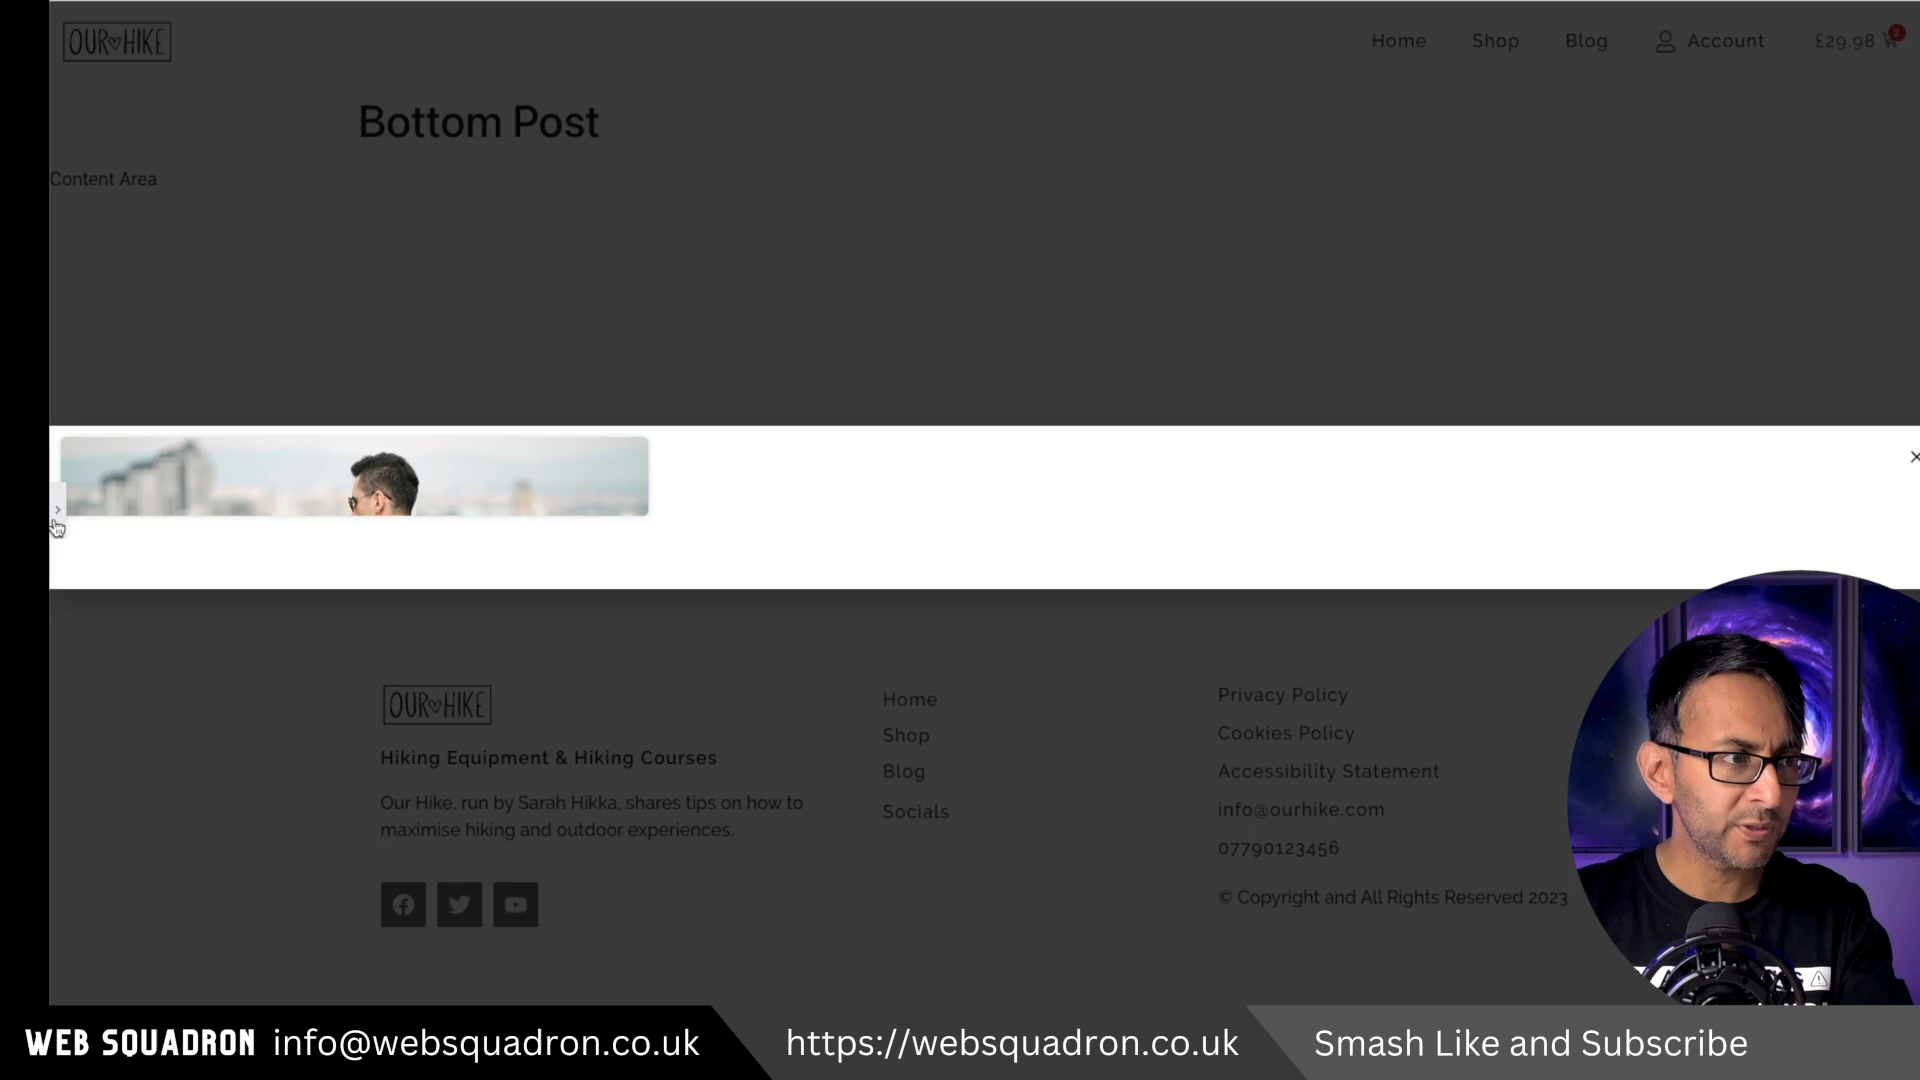 OUR HIKE
Home
Shop
Blog
Account
£29.98
2
Bottom Post
Content Area
OUR HIKE
Hiking Equipment & Hiking Courses
Our Hike, run by Sarah Hikka, shares tips on how to
maximise hiking and outdoor experiences.
Home
Shop
Blog
Socials
Privacy Policy
Cookies Policy
Accessibility Statement
info@ourhike.com
07790123456
© Copyright and All Rights Reserved 2023
WEB SQUADRON info@websquadron.co.uk
https://websquadron.co.uk
Smash Like and Subscribe